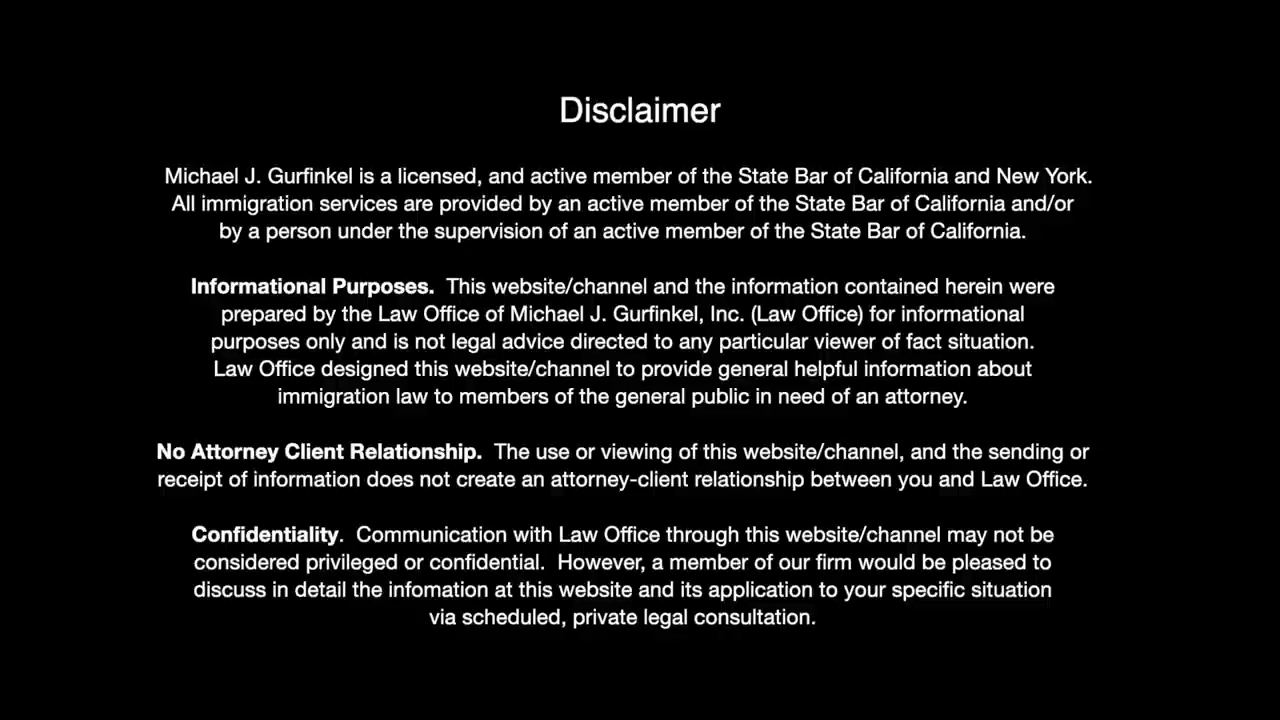 Disclaimer
Michael J. Gurfinkel is a licensed, and active member of the State Bar of California and New York.
All immigration services are provided by an active member of the State Bar of California and/or
by a person under the supervision of an active member of the State Bar of California.
Informational Purposes. This website/channel and the information contained herein were
prepared by the Law Office of Michael J. Gurfinkel, Inc. (Law Office) for informational
purposes only and is not legal advice directed to any particular viewer of fact situation.
Law Office designed this website/channel to provide general helpful information about
immigration law to members of the general public in need of an attorney.
No Attorney Client Relationship. The use or viewing of this website/channel, and the sending or
receipt of information does not create an attorney-client relationship between you and Law Office.
Confidentiality. Communication with Law Office through this website/channel may not be
considered privileged or confidential. However, a member of our firm would be pleased to
discuss in detail the infomation at this website and its application to your specific situation
via scheduled, private legal consultation.